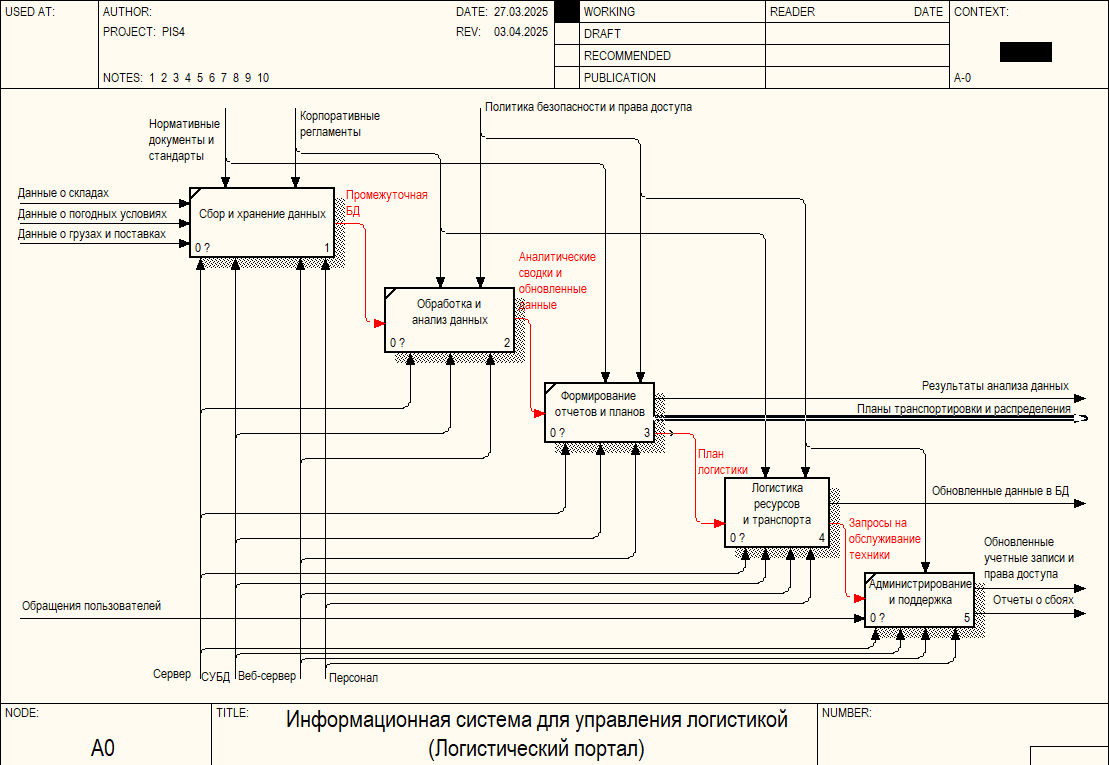 USED AT:
AUTHOR:
DATE: 27.03.2025
PROJECT: PIS4
REV: 03.04.2025
NOTES: 1 2 3 4 5 6 7 8 9 10
WORKING
DRAFT
RECOMMENDED
PUBLICATION
READER
DATE
CONTEXT:
A-0
Нормативные
документы и
стандарты
Корпоративные
регламенты
Политика безопасности и права доступа
Данные о складах
Данные о погодных условиях
Данные о грузах и поставках
Сбор и хранение данных
0 ?
1
Промежуточная
БД
Обработка и
анализ данных
0 ?
2
Аналитические
сводки и
обновленные
данные
Формирование
отчетов и планов
0 ?
3
Результаты анализа данных
Планы транспортировки и распределения
План
логистики
Логистика
ресурсов
и транспорта
0 ?
4
Обновленные данные в БД
Запросы на
обслуживание
техники
Администрирование
и поддержка
0 ?
5
Обновленные
учетные записи и
права доступа
Отчеты о сбоях
Обращения пользователей
Сервер
СУБД
Веб-сервер
Персонал
NODE:
A0
TITLE:
Информационная система для управления логистикой
(Логистический портал)
NUMBER: